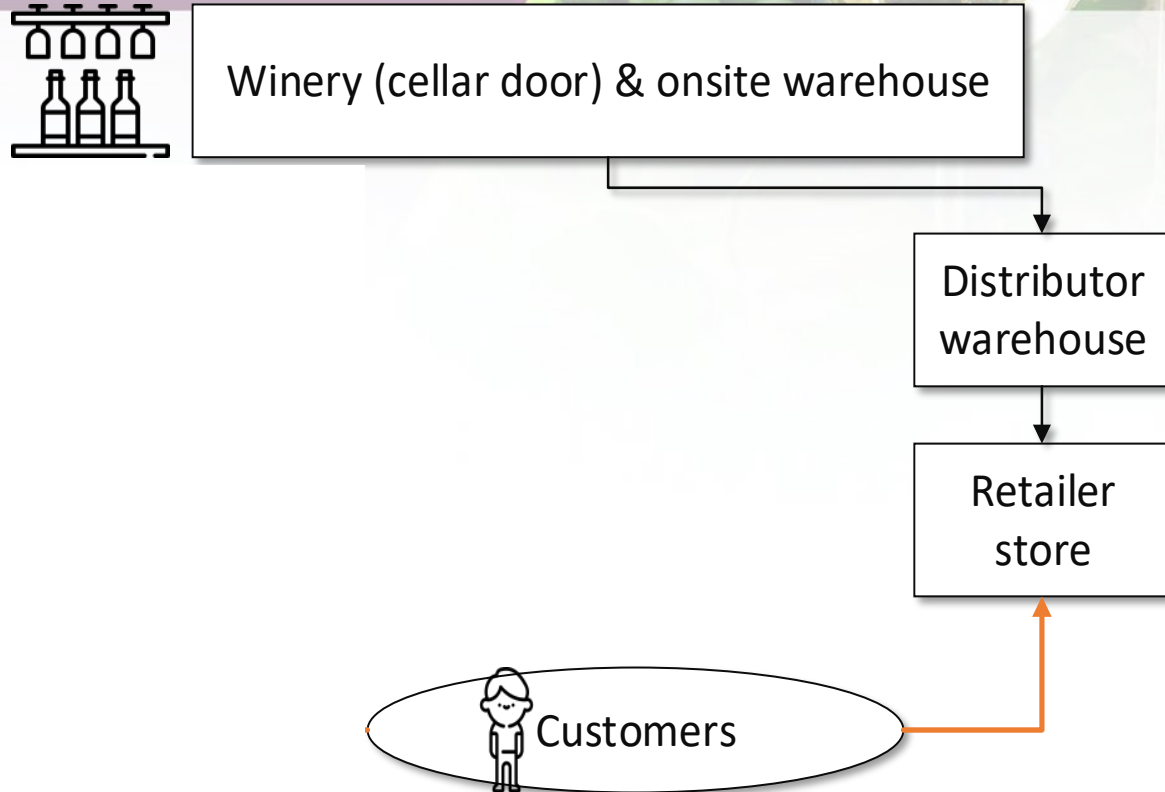 Winery (cellar door) & onsite warehouse
Distributor
warehouse
Retailer
store
Customers